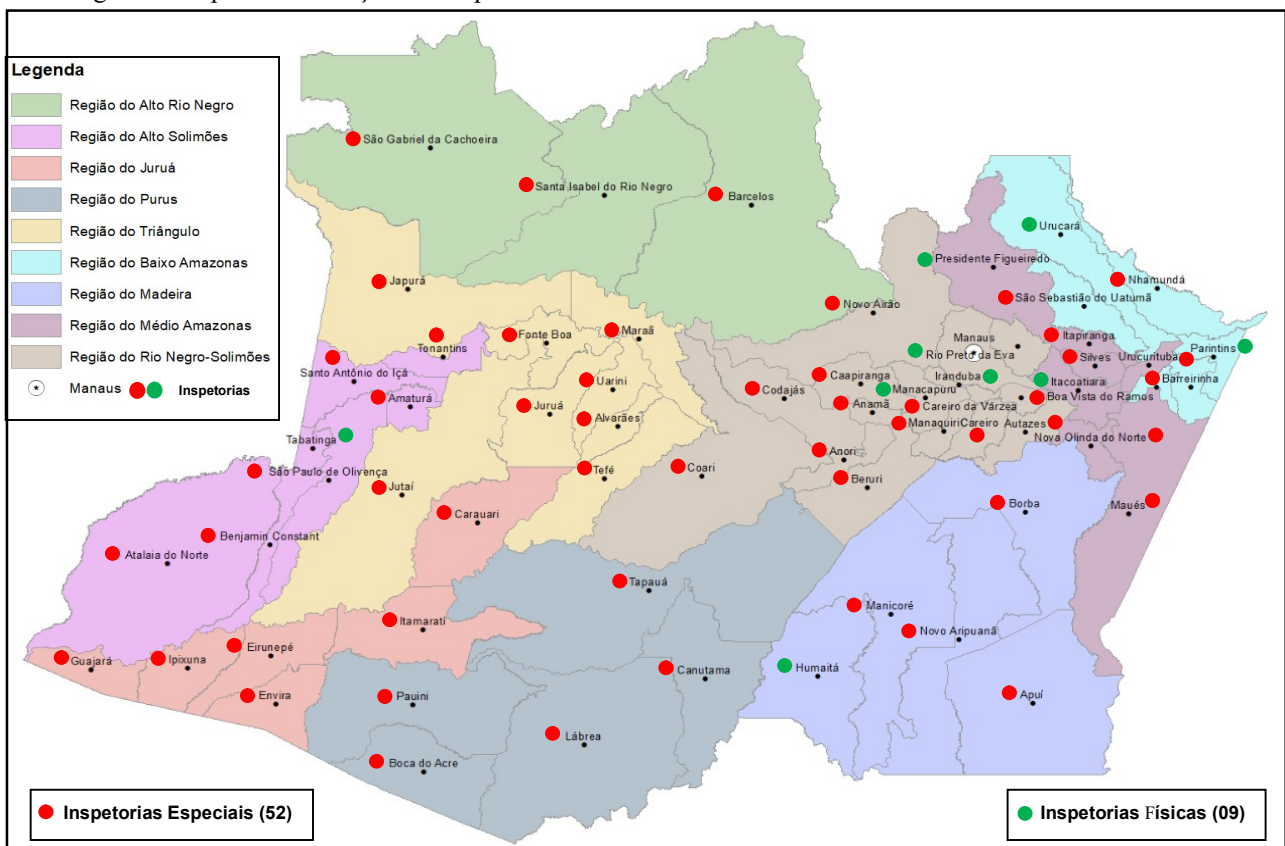 Legenda
Região do Alto Rio Negro
Região do Alto Solimões
Região do Juruá
Região do Purus
Região do Triângulo
Região do Baixo Amazonas
Região do Madeira
Região do Médio Amazonas
Região do Rio Negro-Solimões
Manaus Inspetorias
São Gabriel da Cachoeira
Santa Isabel do Rio Negro
Barcelos
Urucará
Presidente Figueiredo
Nhamundá
Japurá
São Sebastião do Uatumã
Novo Airão
Fonte Boa
Maraã
Tonantins
Manaus
Itapiranga
Parintins
Rio Preto da Eva
Silves
Urucurituba
Santo Antônio do Içá
Caapiranga
Iranduba
Uarini
Codajás
Manacapuru
Itacoatiara
Barreirinha
Amaturá
Juruá
Anamã
Careiro da Várzea
Boa Vista do Ramos
Alvarães
Manaquiri
Careiro
Autazes
Tabatinga
Nova Olinda do Norte
Anori
São Paulo de Olivença
Tefé
Coari
Beruri
Jutaí
Borba
Maués
Carauari
Benjamin Constant
Atalaia do Norte
Tapauá
Manicoré
Itamarati
Novo Aripuanã
Eirunepé
Guajará
Ipixuna
Canutama
Humaitá
Envira
Pauini
Apuí
Lábrea
Boca do Acre
Inspetorias Especiais (52)
Inspetorias Físicas (09)